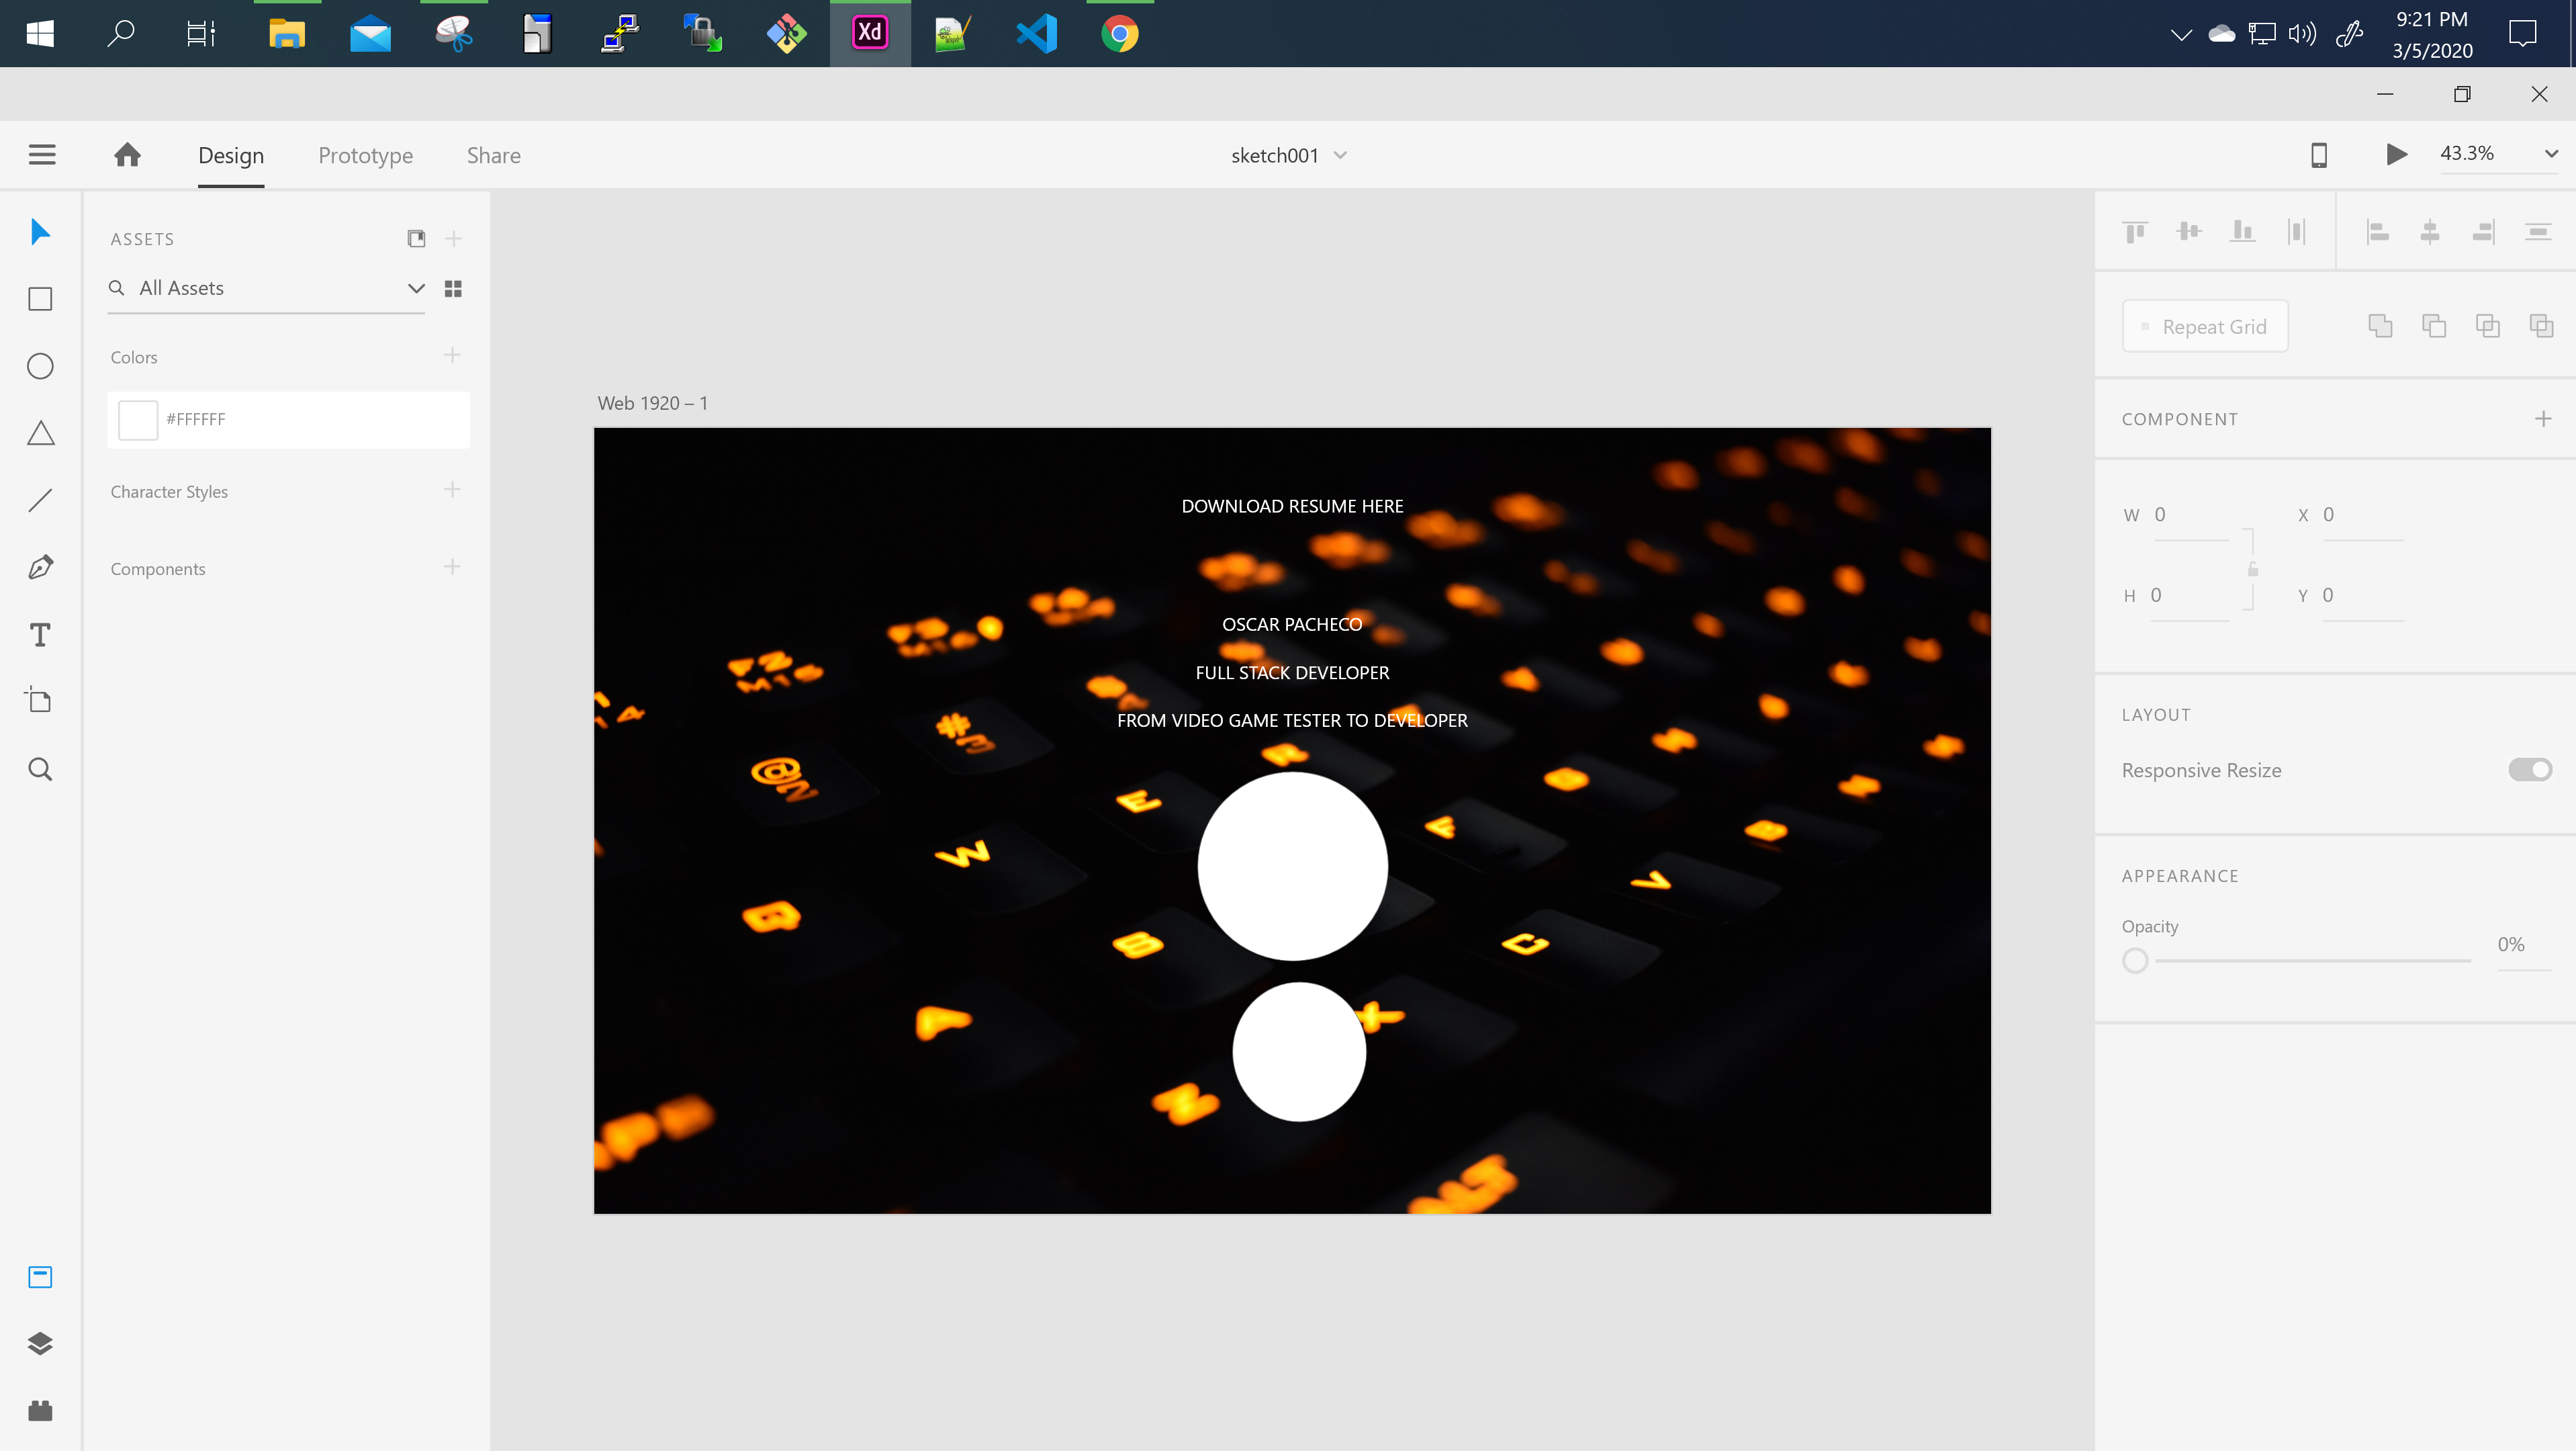 Xd
9:21 PM
3/5/2020
Design
Prototype
Share
sketch001
43.3%
ASSETS
All Assets
Colors
#FFFFFF
Character Styles
Components
T
Web 1920 – 1
DOWNLOAD RESUME HERE
OSCAR PACHECO
FULL STACK DEVELOPER
FROM VIDEO GAME TESTER TO DEVELOPER
@ 2
# 3
W
E
R
F
G
V
B
Q
S
C
A
X
Z
Repeat Grid
COMPONENT
W 0
X 0
H 0
Y 0
LAYOUT
Responsive Resize
APPEARANCE
Opacity
0%